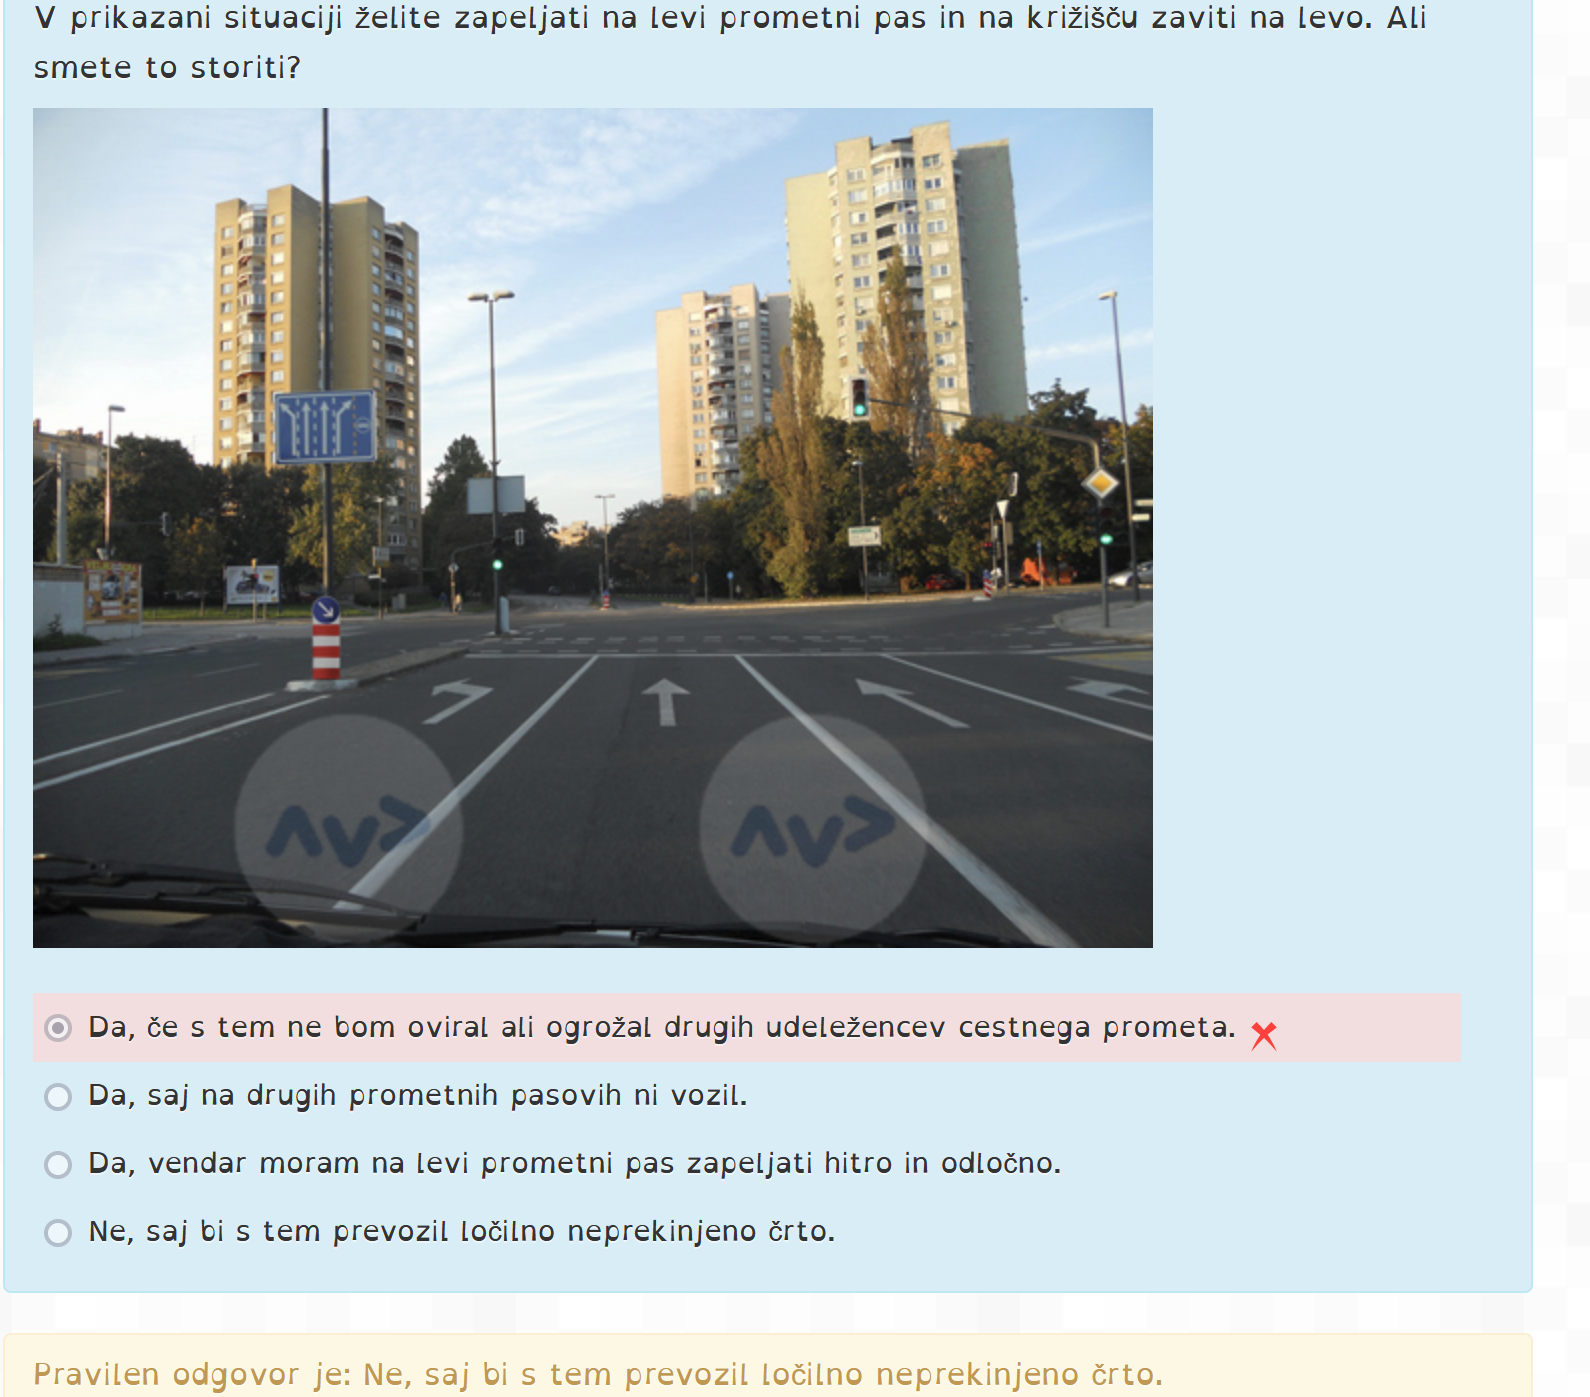 V prikazani situaciji želite zapeljati na levi prometni pas in na križišču zaviti na levo. Ali
smete to storiti?
Da, če s tem ne bom oviral ali ogrožal drugih udeležencev cestnega prometa.
Da, saj na drugih prometnih pasovih ni vozil.
Da, vendar moram na levi prometni pas zapeljati hitro in odločno.
Ne, saj bi s tem prevozil ločilno neprekinjeno črto.
Pravilen odgovor je: Ne, saj bi s tem prevozil ločilno neprekinjeno črto.